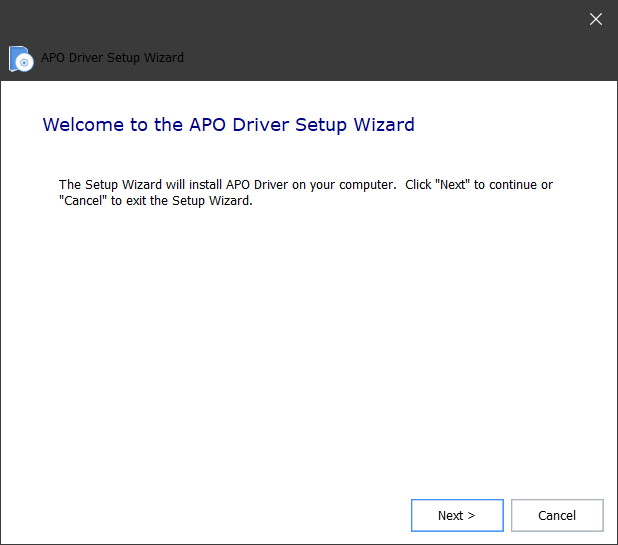 APO Driver Setup Wizard
Welcome to the APO Driver Setup Wizard
The Setup Wizard will install APO Driver on your computer.  Click "Next" to continue or
"Cancel" to exit the Setup Wizard.
Next >
Cancel